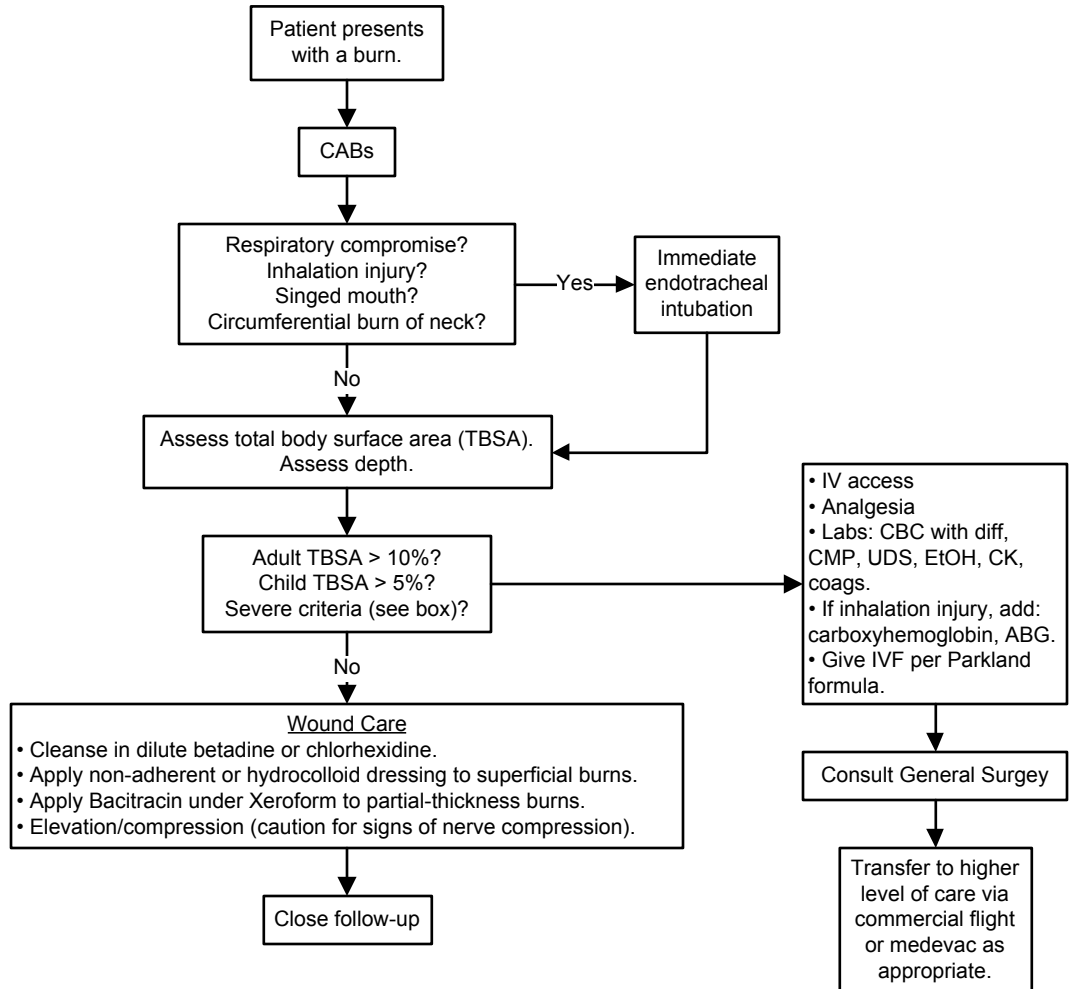 Patient presents
with a burn.
CABs
Respiratory compromise?
Inhalation injury?
Singed mouth?
Circumferential burn of neck?
Yes
Immediate
endotracheal
intubation
No
Assess total body surface area (TBSA).
Assess depth.
Adult TBSA > 10%?
Child TBSA > 5%?
Severe criteria (see box)?
• IV access
• Analgesia
• Labs: CBC with diff,
CMP, UDS, EtOH, CK,
coags.
• If inhalation injury, add:
carboxyhemoglobin, ABG.
• Give IVF per Parkland
formula.
No
Wound Care
• Cleanse in dilute betadine or chlorhexidine.
• Apply non-adherent or hydrocolloid dressing to superficial burns.
• Apply Bacitracin under Xeroform to partial-thickness burns.
• Elevation/compression (caution for signs of nerve compression).
Consult General Surgey
Close follow-up
Transfer to higher
level of care via
commercial flight
or medevac as
appropriate.